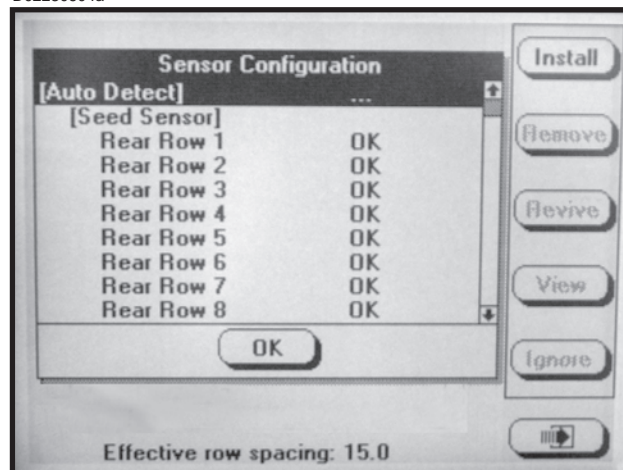 Sensor Configuration
[Auto Detect] ...
[Seed Sensor]
Rear Row 1 OK
Rear Row 2 OK
Rear Row 3 OK
Rear Row 4 OK
Rear Row 5 OK
Rear Row 6 OK
Rear Row 7 OK
Rear Row 8 OK
OK
Install
Remove
Revive
View
Ignore
Effective row spacing: 15.0